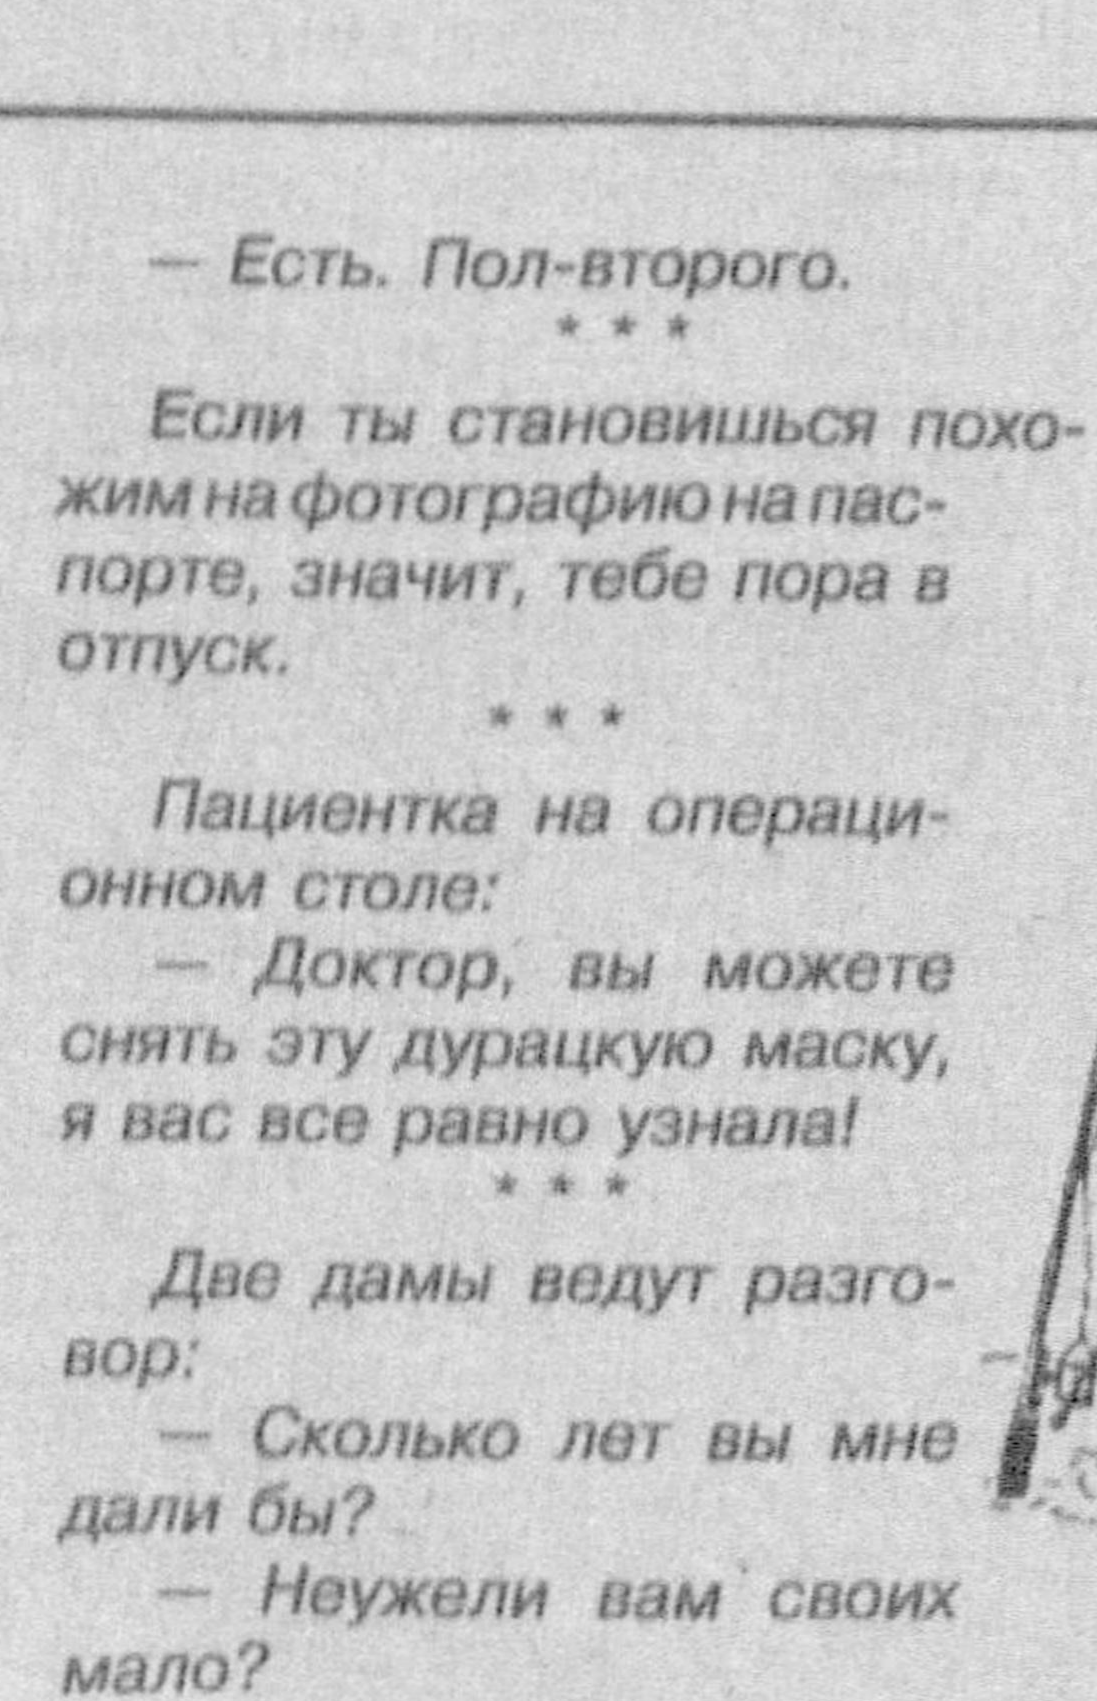 — Есть. Пол-второго.
* * *
Если ты становишься похо-
жим на фотографию на пас-
порте, значит, тебе пора в
отпуск.
* * *
Пациентка на операци-
онном столе:
— Доктор, вы можете
снять эту дурацкую маску,
я вас все равно узнала!
* * *
Две дамы ведут разго-
вор:
— Сколько лет вы мне
дали бы?
— Неужели вам своих
мало?